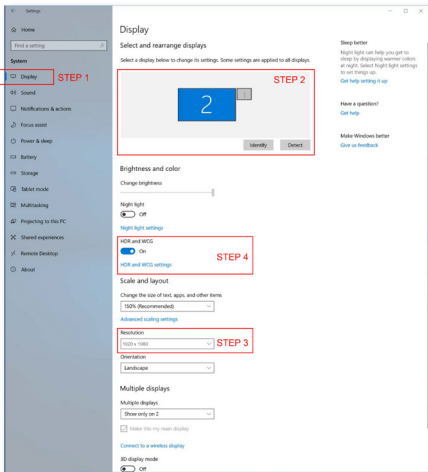 Settings
Home
Find a setting
System
Display
STEP 1
Sound
Notifications & actions
Focus assist
Power & sleep
Battery
Storage
Tablet mode
Multitasking
Projecting to this PC
Shared experiences
Remote Desktop
About
Display
Select and rearrange displays
Select a display below to change its settings. Some settings are applied to all displays.
STEP 2
2
1
Identify
Detect
Brightness and color
Change brightness
Night light
Off
Night light settings
HDR and WCG
On
HDR and WCG settings
STEP 4
Scale and layout
Change the size of text, apps, and other items
150% (Recommended)
Advanced scaling settings
Resolution
1920 x 1080
STEP 3
Orientation
Landscape
Multiple displays
Multiple displays
Show only on 2
Make this my main display
Connect to a wireless display
3D display mode
Off
Sleep better
Night light can help you get to
sleep by displaying warmer colors
at night. Select Night light settings
to set things up.
Get help setting it up
Have a question?
Get help
Make Windows better
Give us feedback